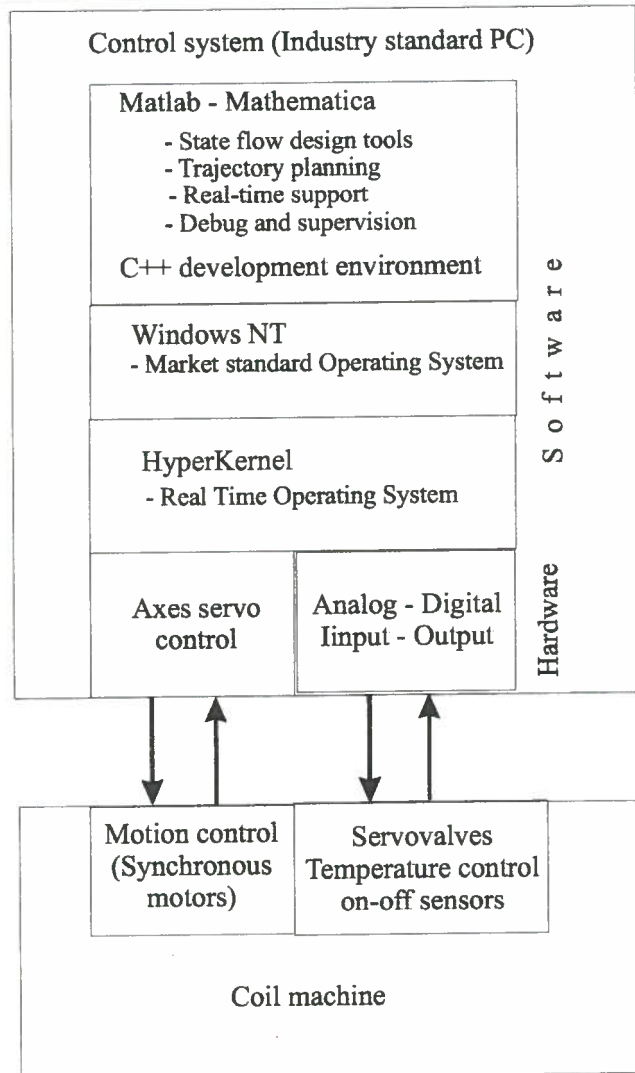 Control system (Industry standard PC)
Matlab - Mathematica
- State flow design tools
- Trajectory planning
- Real-time support
- Debug and supervision
C++ development environment
Windows NT
- Market standard Operating System
HyperKernel
- Real Time Operating System
Software
Axes servo
control
Analog - Digital
Iinput - Output
Hardware
Motion control
(Synchronous
motors)
Servovalves
Temperature control
on-off sensors
Coil machine